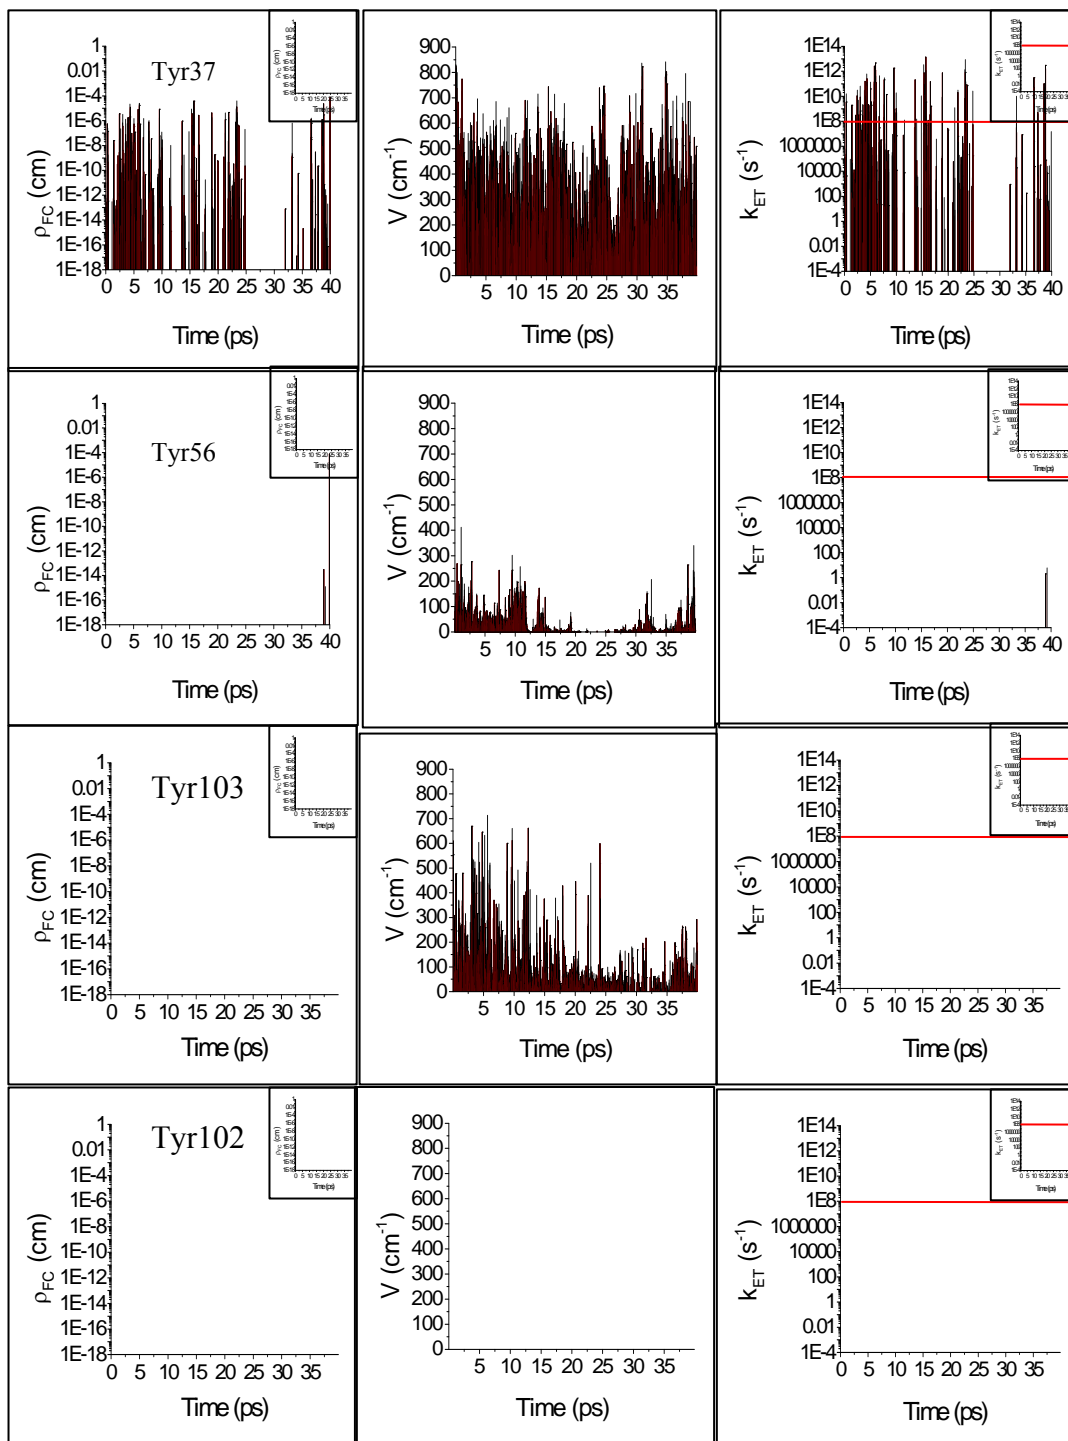 Tyr37
ρFC (cm)
1
0.01
1E-4
1E-6
1E-8
1E-10
1E-12
1E-14
1E-16
1E-18
0 5 10 15 20 25 30 35 40
Time (ps)
V (cm-1)
900
800
700
600
500
400
300
200
100
0
5 10 15 20 25 30 35
Time (ps)
kET (s-1)
1E14
1E12
1E10
1E8
1000000
10000
100
1
0.01
1E-4
0 5 10 15 20 25 30 35 40
Time (ps)
Tyr56
ρFC (cm)
1
0.01
1E-4
1E-6
1E-8
1E-10
1E-12
1E-14
1E-16
1E-18
0 5 10 15 20 25 30 35 40
Time (ps)
V (cm-1)
900
800
700
600
500
400
300
200
100
0
5 10 15 20 25 30 35
Time (ps)
kET (s-1)
1E14
1E12
1E10
1E8
1000000
10000
100
1
0.01
1E-4
0 5 10 15 20 25 30 35 40
Time (ps)
Tyr103
ρFC (cm)
1
0.01
1E-4
1E-6
1E-8
1E-10
1E-12
1E-14
1E-16
1E-18
0 5 10 15 20 25 30 35
Time (ps)
V (cm-1)
900
800
700
600
500
400
300
200
100
0
5 10 15 20 25 30 35
Time (ps)
kET (s-1)
1E14
1E12
1E10
1E8
1000000
10000
100
1
0.01
1E-4
0 5 10 15 20 25 30 35
Time (ps)
Tyr102
ρFC (cm)
1
0.01
1E-4
1E-6
1E-8
1E-10
1E-12
1E-14
1E-16
1E-18
0 5 10 15 20 25 30 35
Time (ps)
V (cm-1)
900
800
700
600
500
400
300
200
100
0
5 10 15 20 25 30 35
Time (ps)
kET (s-1)
1E14
1E12
1E10
1E8
1000000
10000
100
1
0.01
1E-4
0 5 10 15 20 25 30 35
Time (ps)